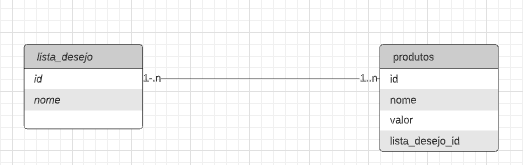 lista_desejo
id
nome
1-.n
1..n
produtos
id
nome
valor
lista_desejo_id